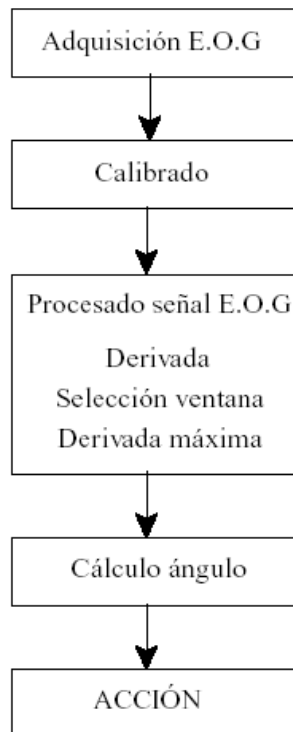 Adquisición E.O.G
Calibrado
Procesado señal E.O.G
Derivada
Selección ventana
Derivada máxima
Cálculo ángulo
ACCIÓN